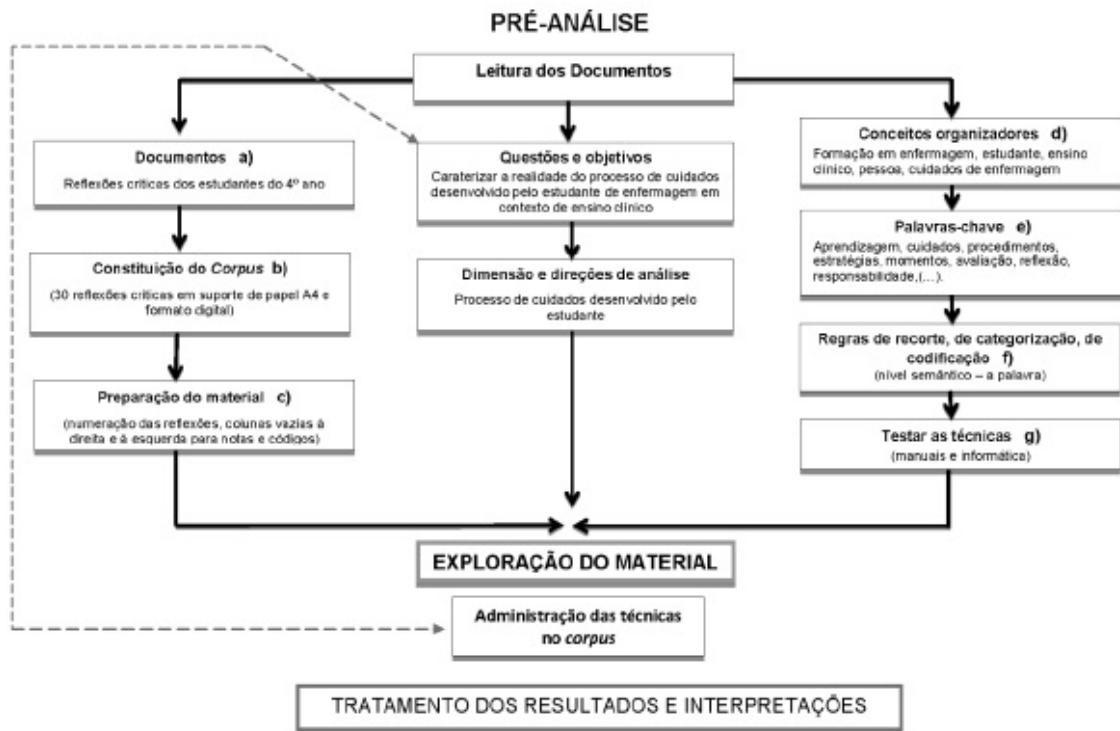 PRÉ-ANÁLISE
Leitura dos Documentos
Documentos a)
Reflexões críticas dos estudantes do 4º ano
Constituição do Corpus b)
(30 reflexões críticas em suporte de papel A4 e
formato digital)
Preparação do material c)
(numeração das reflexões, colunas vazias à
direita e à esquerda para notas e códigos)
Questões e objetivos
Caraterizar a realidade do processo de cuidados
desenvolvido pelo estudante de enfermagem em
contexto de ensino clínico
Dimensão e direções de análise
Processo de cuidados desenvolvido pelo
estudante
Conceitos organizadores d)
Formação em enfermagem, estudante, ensino
clínico, pessoa, cuidados de enfermagem
Palavras-chave e)
Aprendizagem, cuidados, procedimentos,
estratégias, momentos, avaliação, reflexão,
responsabilidade,(...).
Regras de recorte, de categorização, de
codificação f)
(nível semântico – a palavra)
Testar as técnicas g)
(manuais e informática)
EXPLORAÇÃO DO MATERIAL
Administração das técnicas
no corpus
TRATAMENTO DOS RESULTADOS E INTERPRETAÇÕES